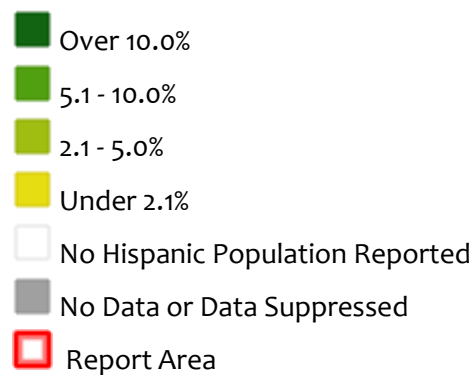 Over 10.0%
5.1 - 10.0%
2.1 - 5.0%
Under 2.1%
No Hispanic Population Reported
No Data or Data Suppressed
Report Area